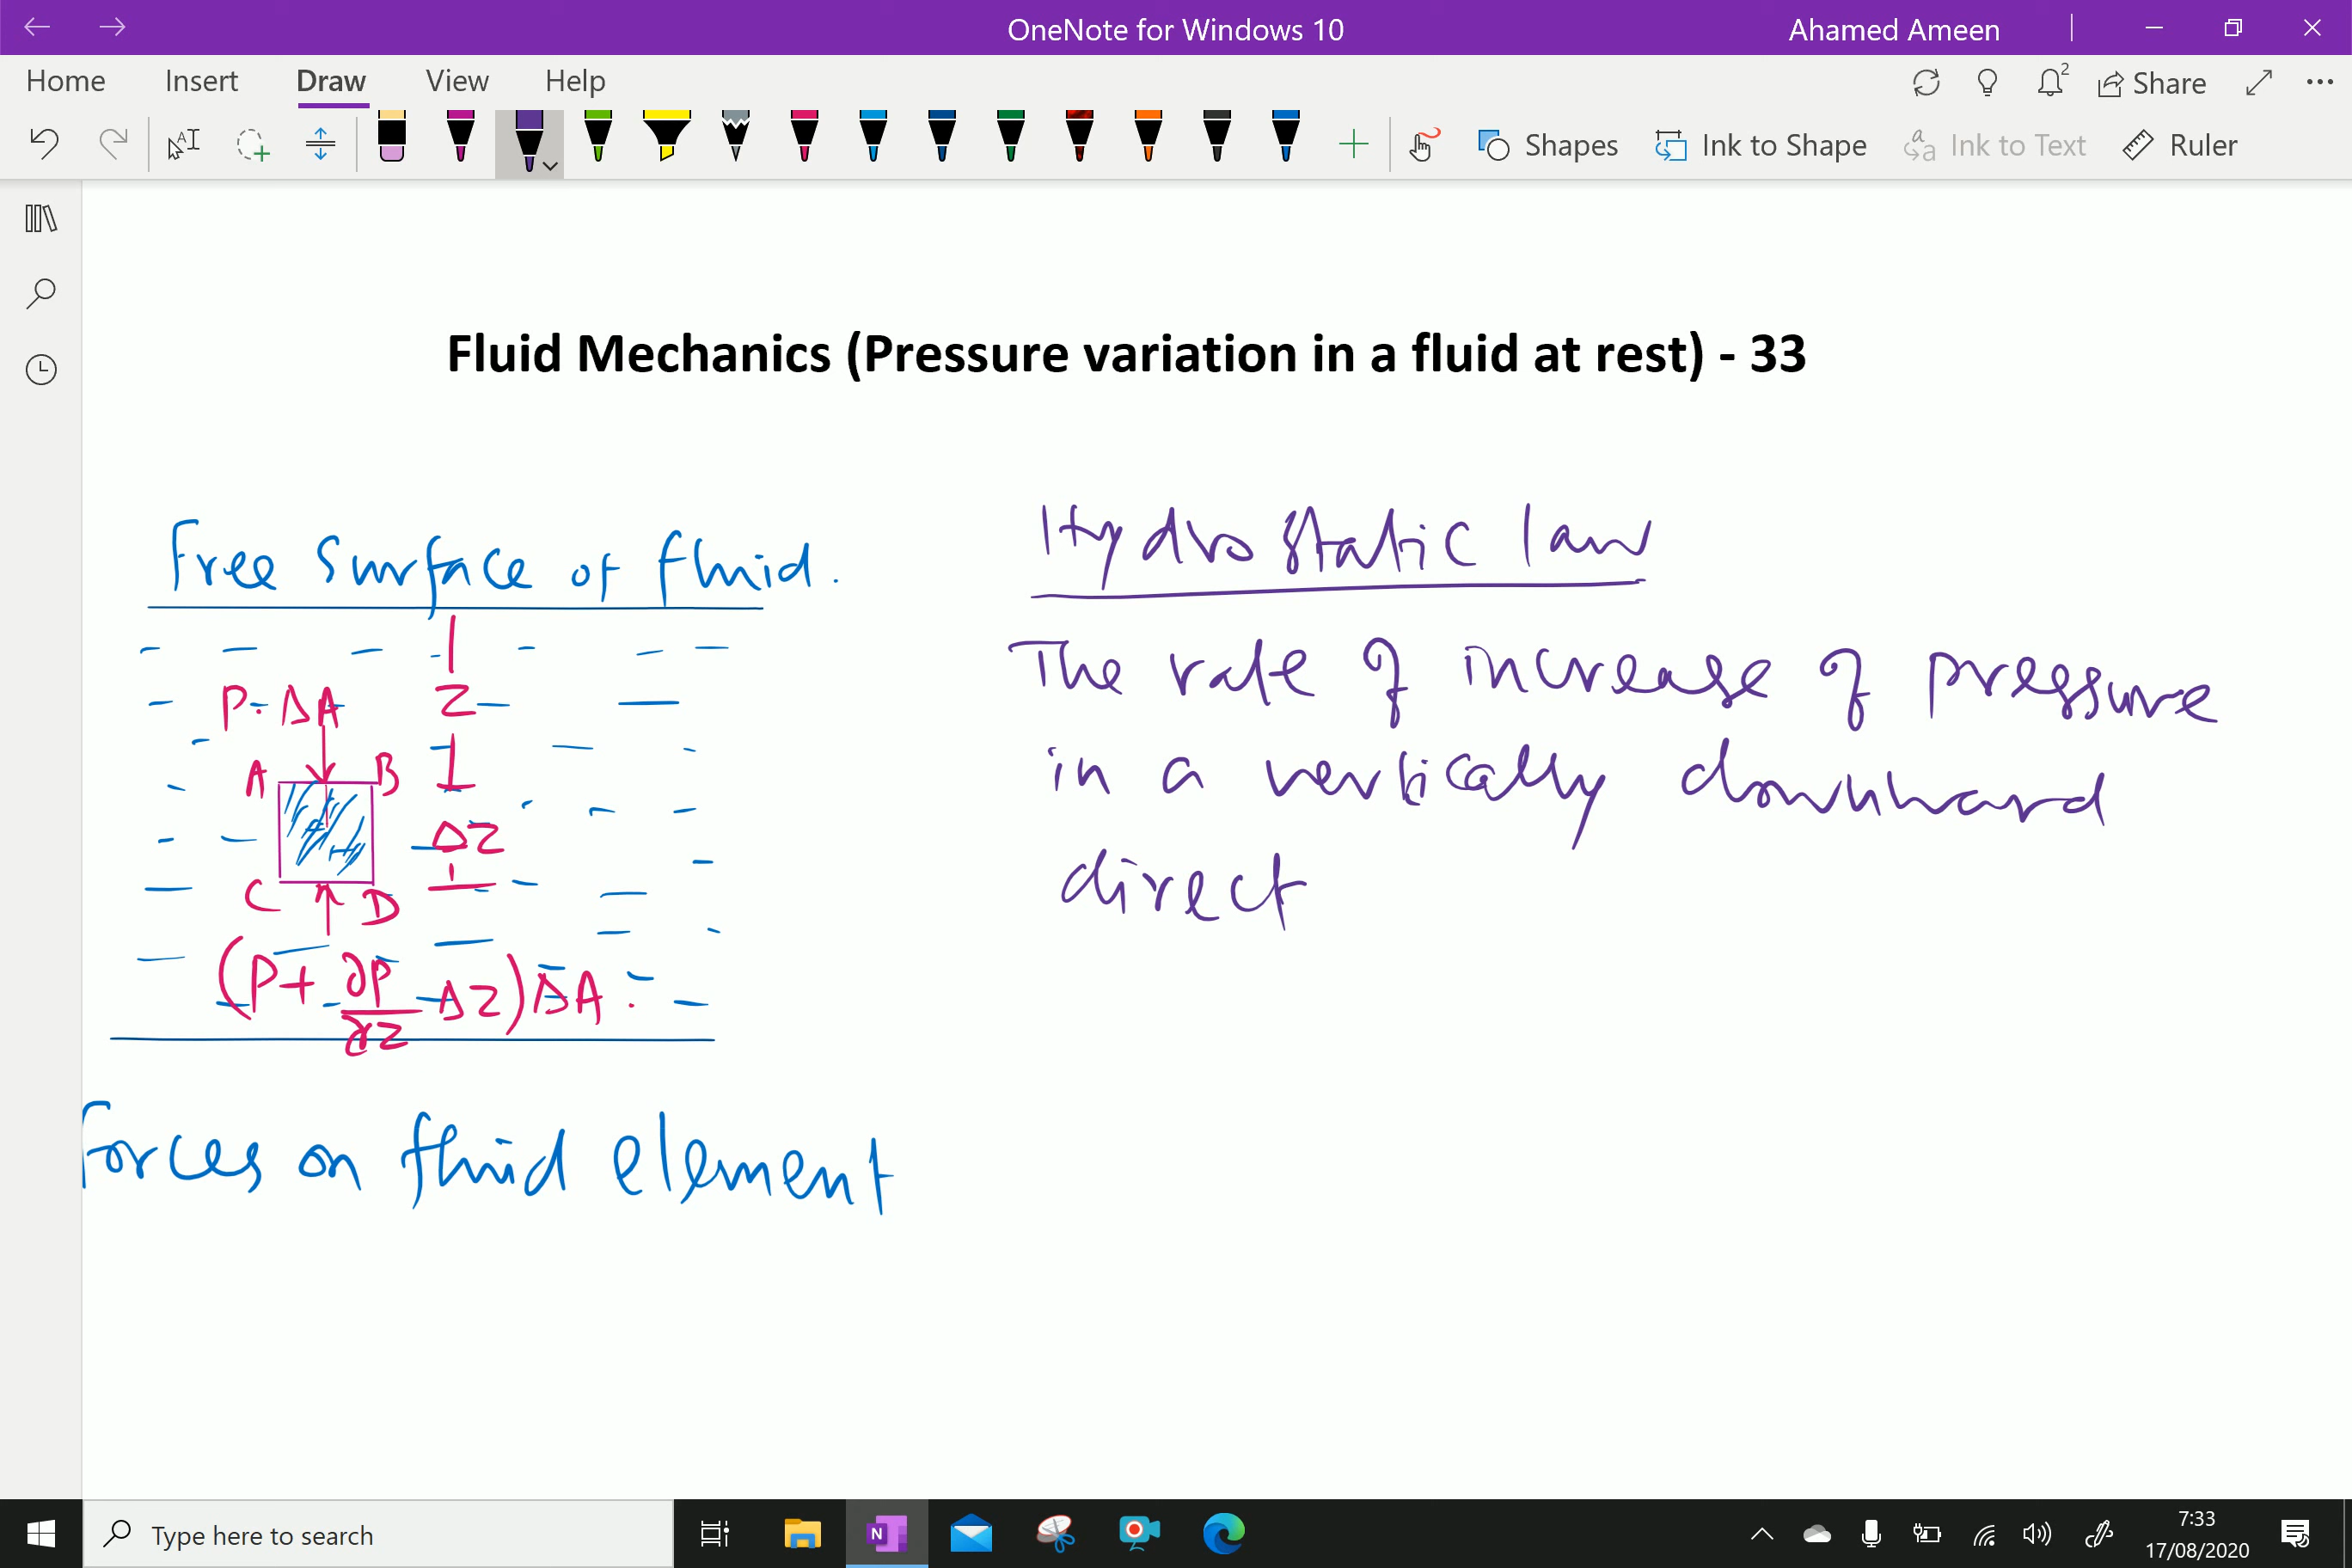 OneNote for Windows 10
Ahamed Ameen
Home Insert Draw View Help
2
Share
Shapes Ink to Shape Ink to Text Ruler
Fluid Mechanics (Pressure variation in a fluid at rest) - 33
Free Surface of fluid.
P. ΔA
Z
A B
ΔZ
C D
(P+ ∂P/∂Z ΔZ) ΔA .
Forces on fluid element
Hydrostatic law
The rate of increase of pressure
in a vertically downward
direct
Type here to search
7:33
17/08/2020